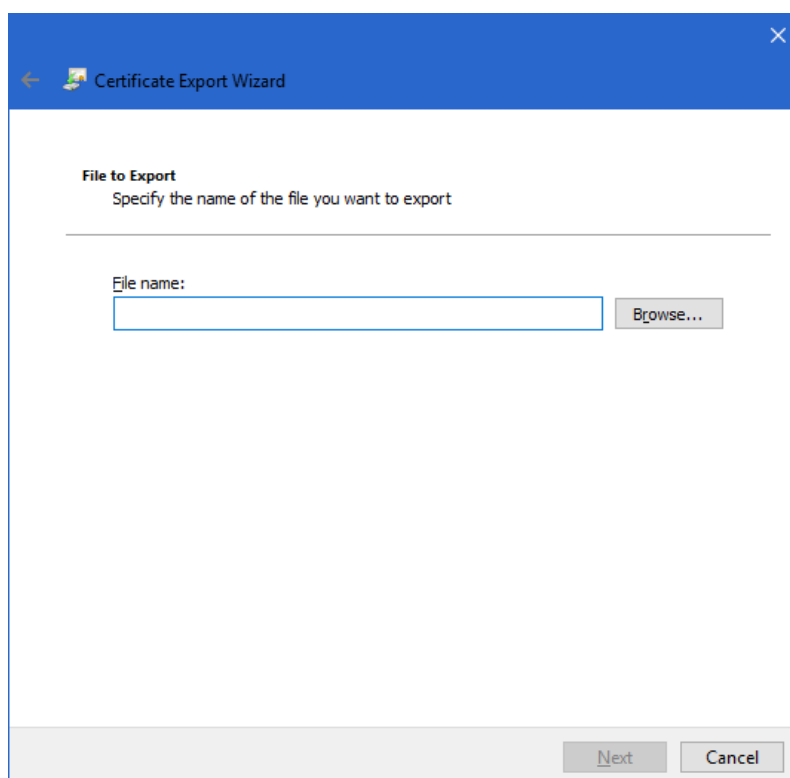 Certificate Export Wizard
File to Export
Specify the name of the file you want to export
File name:
Browse...
Next
Cancel